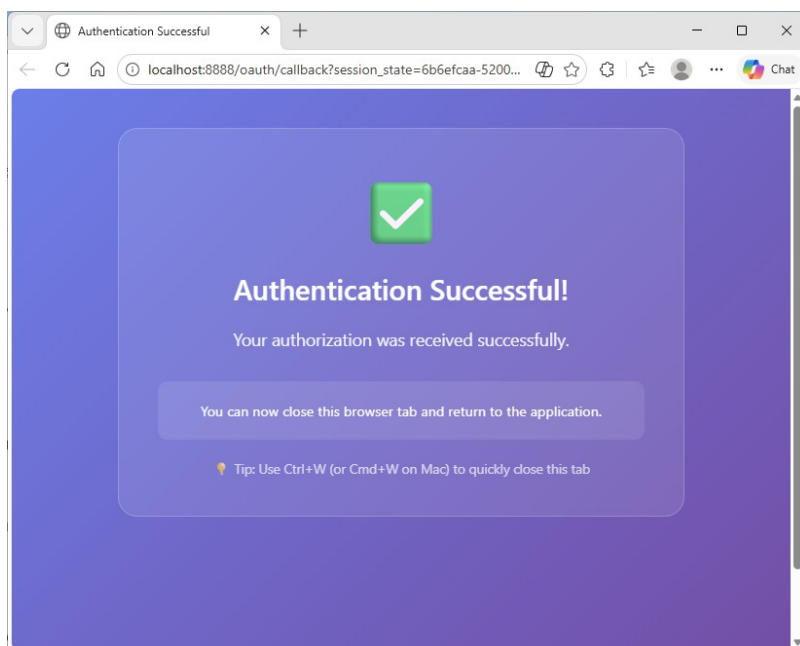 Authentication Successful
localhost:8888/oauth/callback?session_state=6b6efcaa-5200...
Chat
Authentication Successful!
Your authorization was received successfully.
You can now close this browser tab and return to the application.
Tip: Use Ctrl+W (or Cmd+W on Mac) to quickly close this tab